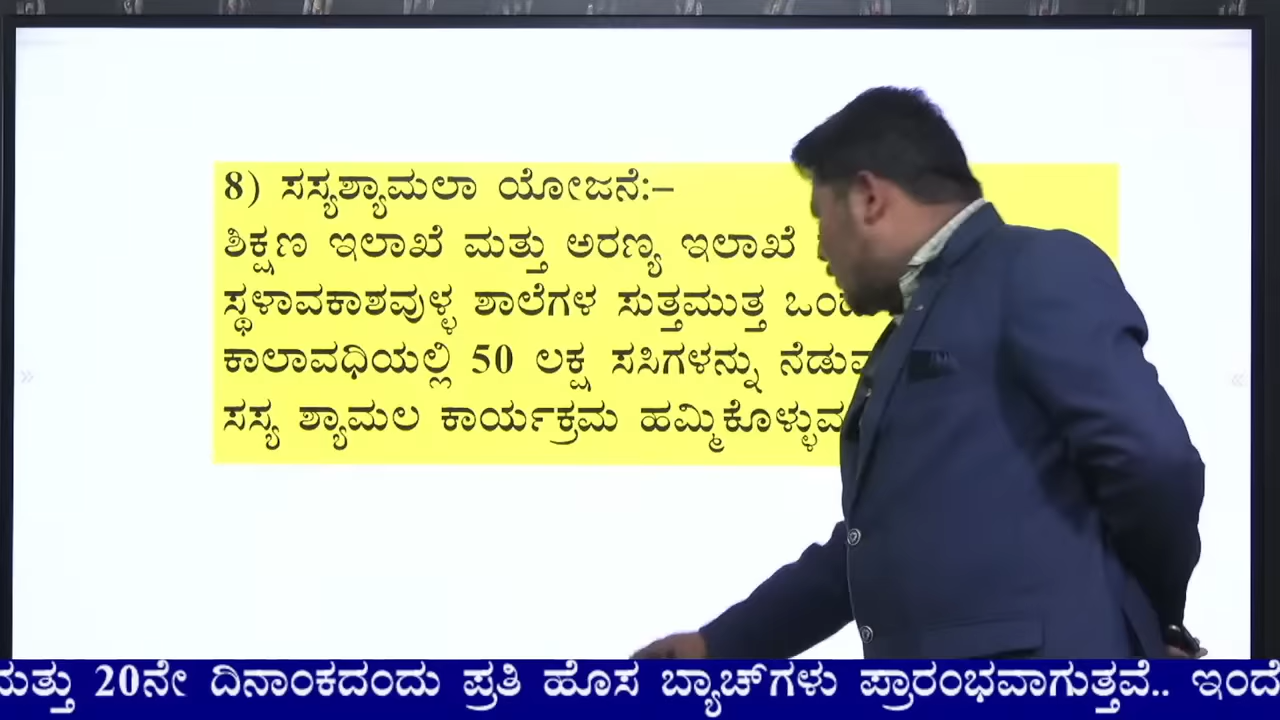 8) ಸಸ್ಯಶ್ಯಾಮಲಾ ಯೋಜನೆ:–
ಶಿಕ್ಷಣ ಇಲಾಖೆ ಮತ್ತು ಅರಣ್ಯ ಇಲಾಖೆ
ಸ್ಥಳಾವಕಾಶವುಳ್ಳ ಶಾಲೆಗಳ ಸುತ್ತಮುತ್ತ
ಕಾಲಾವಧಿಯಲ್ಲಿ 50 ಲಕ್ಷ ಸಸಿಗಳನ್ನು
ಸಸ್ಯ ಶ್ಯಾಮಲ ಕಾರ್ಯಕ್ರಮ
ಮತ್ತು 20ನೇ ದಿನಾಂಕದಂದು ಪ್ರತಿ ಹೊಸ ಬ್ಯಾಚ್‌ಗಳು ಪ್ರಾರಂಭವಾಗುತ್ತವೆ..